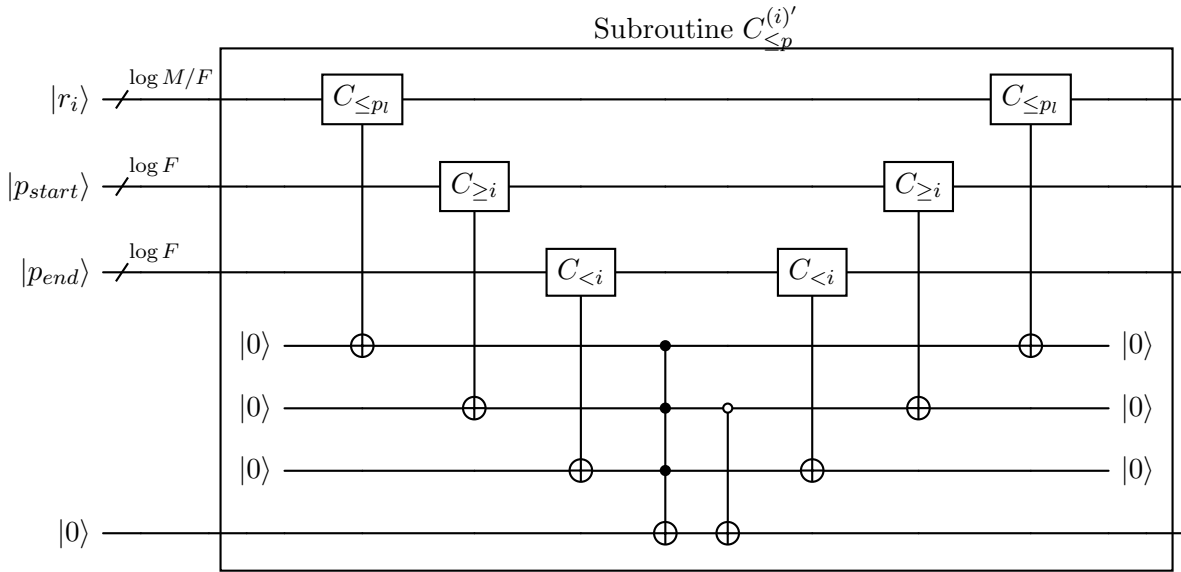 Subroutine $C_{\leq p}^{(i)'}$
$|r_i\rangle$ $\log M/F$ $C_{\leq p_l}$ $C_{\leq p_l}$
$|p_{start}\rangle$ $\log F$ $C_{\geq i}$ $C_{\geq i}$
$|p_{end}\rangle$ $\log F$ $C_{<i}$ $C_{<i}$
$|0\rangle$ $|0\rangle$
$|0\rangle$ $|0\rangle$
$|0\rangle$ $|0\rangle$
$|0\rangle$